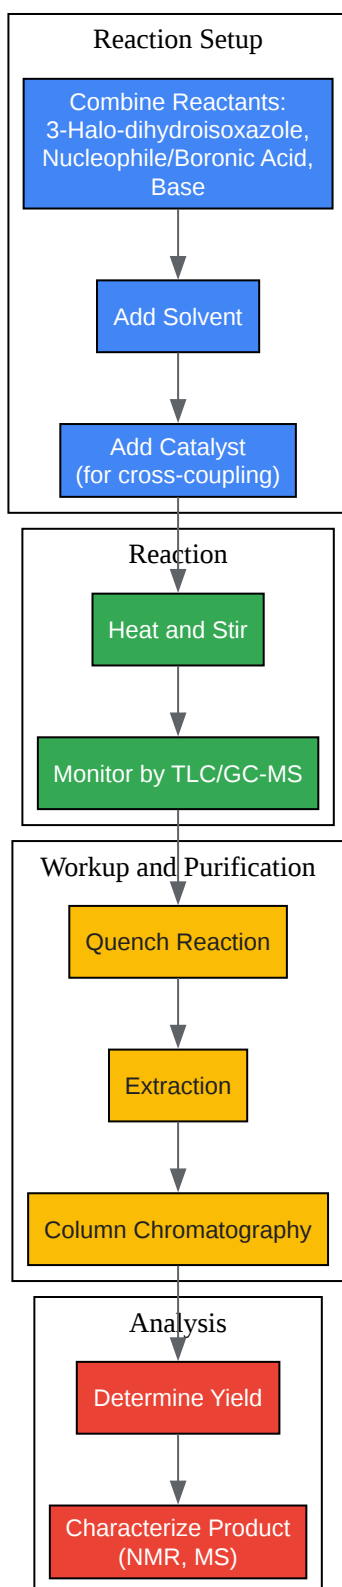 Reaction Setup
Combine Reactants:
3-Halo-dihydroisoxazole,
Nucleophile/Boronic Acid,
Base
Add Solvent
Add Catalyst
(for cross-coupling)
Reaction
Heat and Stir
Monitor by TLC/GC-MS
Workup and Purification
Quench Reaction
Extraction
Column Chromatography
Analysis
Determine Yield
Characterize Product
(NMR, MS)